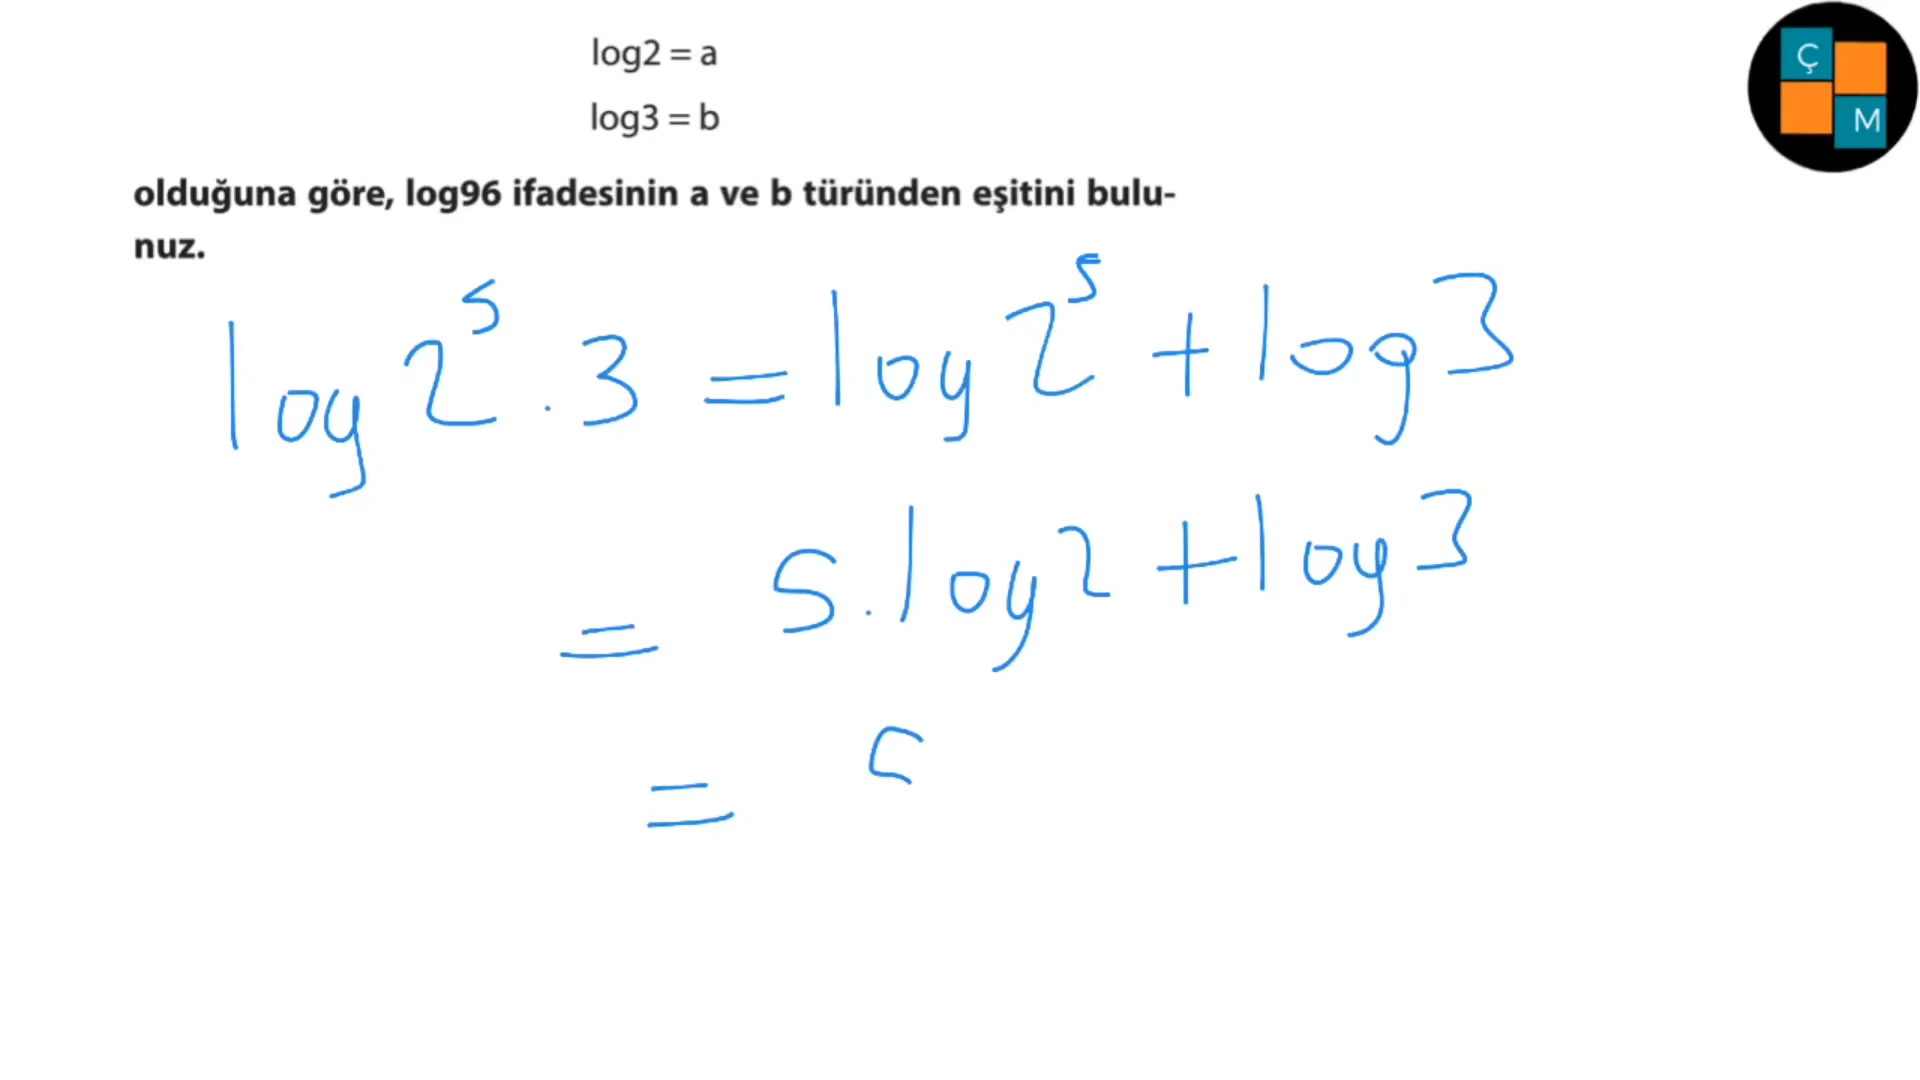 log2 = a
log3 = b
olduğuna göre, log96 ifadesinin a ve b türünden eşitini bulu-
nuz.
log 2⁵ . 3 = log 2⁵ + log 3
= 5 . log 2 + log 3
=
Ç
M